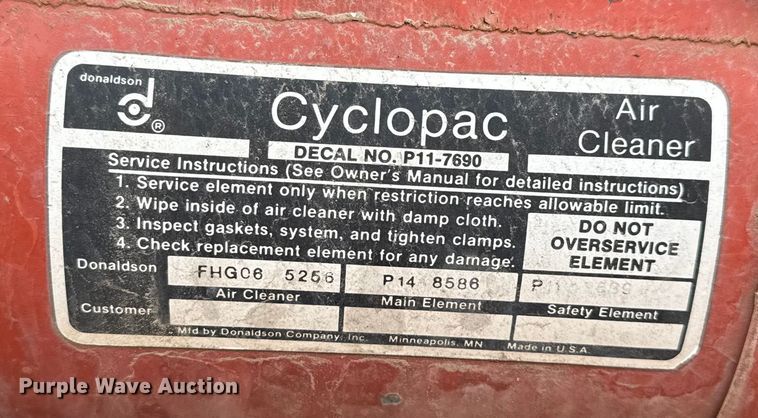 donaldson
®
Cyclopac
Air
Cleaner
DECAL NO. P11-7690
Service Instructions (See Owner's Manual for detailed instructions)
1. Service element only when restriction reaches allowable limit.
2. Wipe inside of air cleaner with damp cloth.
3. Inspect gaskets, system, and tighten clamps.
4. Check replacement element for any damage.
DO NOT
OVERSERVICE
ELEMENT
Donaldson FHG06 5256 P14 8586 P
Air Cleaner Main Element Safety Element
Customer
Mfd by Donaldson Company, Inc. Minneapolis, MN Made in U.S.A.
Purple Wave Auction